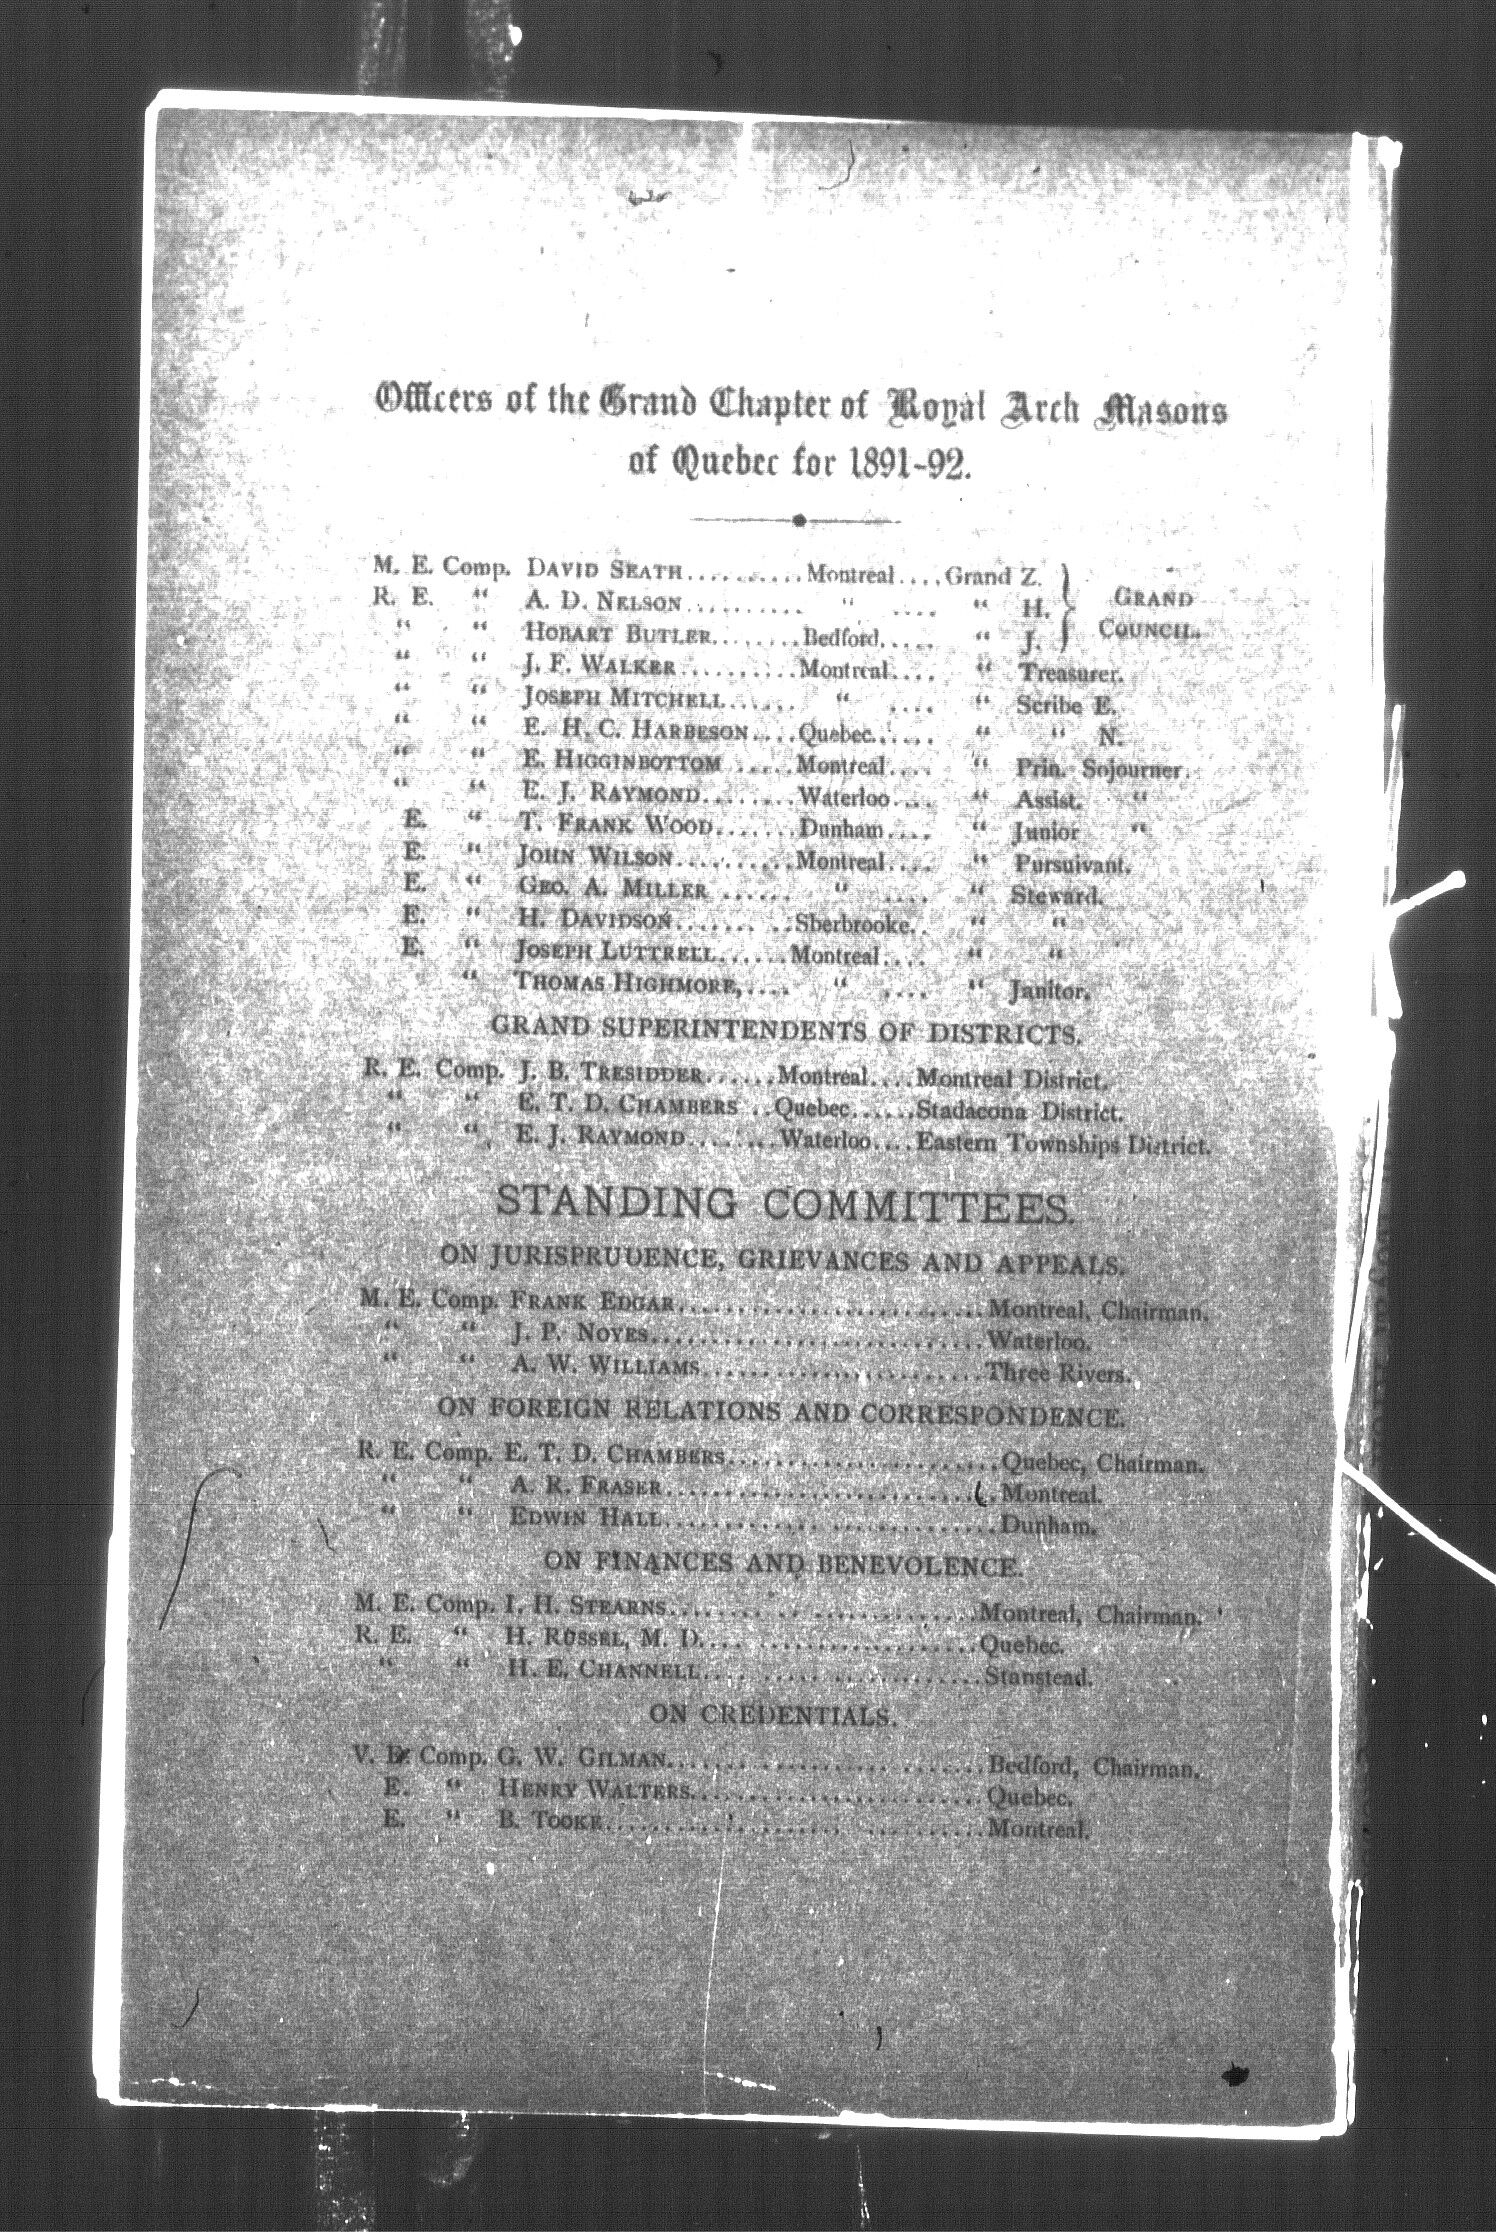 Officers of the Grand Chapter of Royal Arch Masons
of Quebec for 1891-92.
M. E. Comp. DAVID SEATH.......... Montreal.... Grand Z.
R. E. “ A. D. NELSON.......... “ .... “ H. GRAND
“ “ HOBART BUTLER........ Bedford..... “ J. COUNCIL.
“ “ J. F. WALKER.......... Montreal.... “ Treasurer.
“ “ JOSEPH MITCHELL....... “ .... “ Scribe E.
“ “ E. H. C. HARBESON.... Quebec...... “ “ N.
“ “ E. HIGGINBOTTOM ..... Montreal.... “ Prin. Sojourner.
“ “ E. J. RAYMOND........ Waterloo.... “ Assist. “
E. “ T. FRANK WOOD....... Dunham.... “ Junior “
E. “ JOHN WILSON.......... Montreal.... “ Pursuivant.
E. “ GEO. A. MILLER ...... “ .... “ Steward.
E. “ H. DAVIDSON....... .. Sherbrooke.. “ “
E. “ JOSEPH LUTTRELL...... Montreal.... “ “
“ THOMAS HIGHMORE,.... “ .... “ Janitor.
GRAND SUPERINTENDENTS OF DISTRICTS.
R. E. Comp. J. B. TRESIDDER...... Montreal.... Montreal District.
“ “ E. T. D. CHAMBERS .. Quebec...... Stadacona District.
“ “ E. J. RAYMOND........ Waterloo.... Eastern Townships District.
STANDING COMMITTEES.
ON JURISPRUDENCE, GRIEVANCES AND APPEALS.
M. E. Comp. FRANK EDGAR.......................... Montreal, Chairman.
“ “ J. P. NOYES............................ Waterloo.
“ “ A. W. WILLIAMS........................ Three Rivers.
ON FOREIGN RELATIONS AND CORRESPONDENCE.
R. E. Comp. E. T. D. CHAMBERS....................... Quebec, Chairman.
“ “ A. R. FRASER............................ Montreal.
“ “ EDWIN HALL............. .............. Dunham.
ON FINANCES AND BENEVOLENCE.
M. E. Comp. I. H. STEARNS........ .. .............. Montreal, Chairman.
R. E. “ H. RUSSEL, M. D.... ................... Quebec.
“ “ H. E. CHANNELL.... ..... ............. Stanstead.
ON CREDENTIALS.
V. E. Comp. G. W. GILMAN....... ........... ....... Bedford, Chairman.
E. “ HENRY WALTERS......................... Quebec.
E. “ B. TOOKE.................... .......... Montreal.